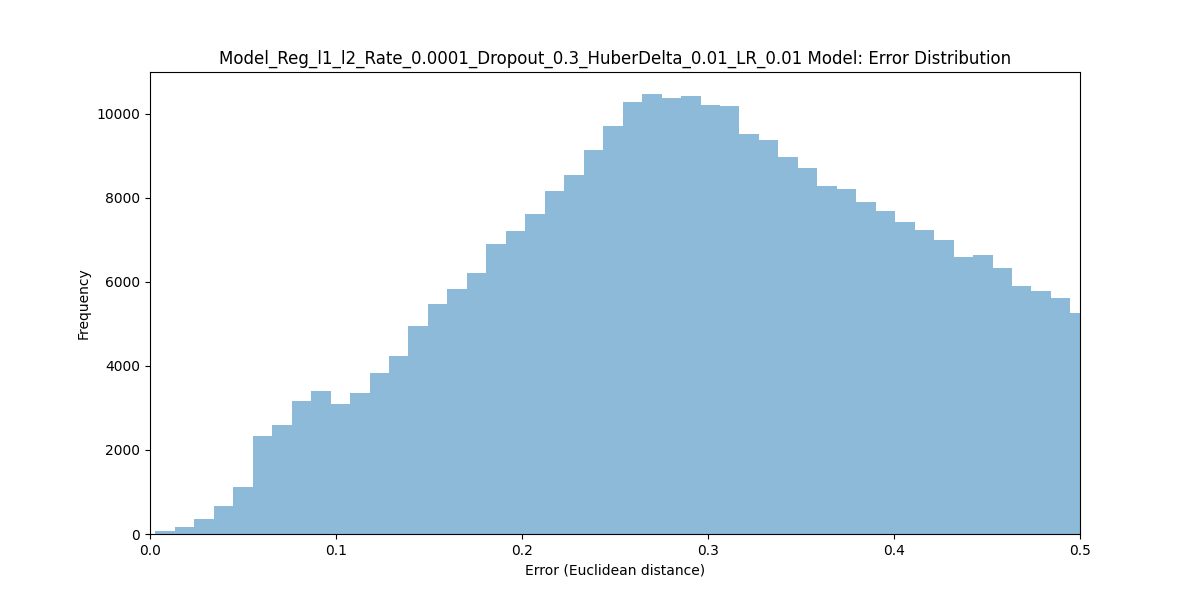 Model_Reg_l1_l2_Rate_0.0001_Dropout_0.3_HuberDelta_0.01_LR_0.01 Model: Error Distribution
Frequency
10000
8000
6000
4000
2000
0
0.0 0.1 0.2 0.3 0.4 0.5
Error (Euclidean distance)